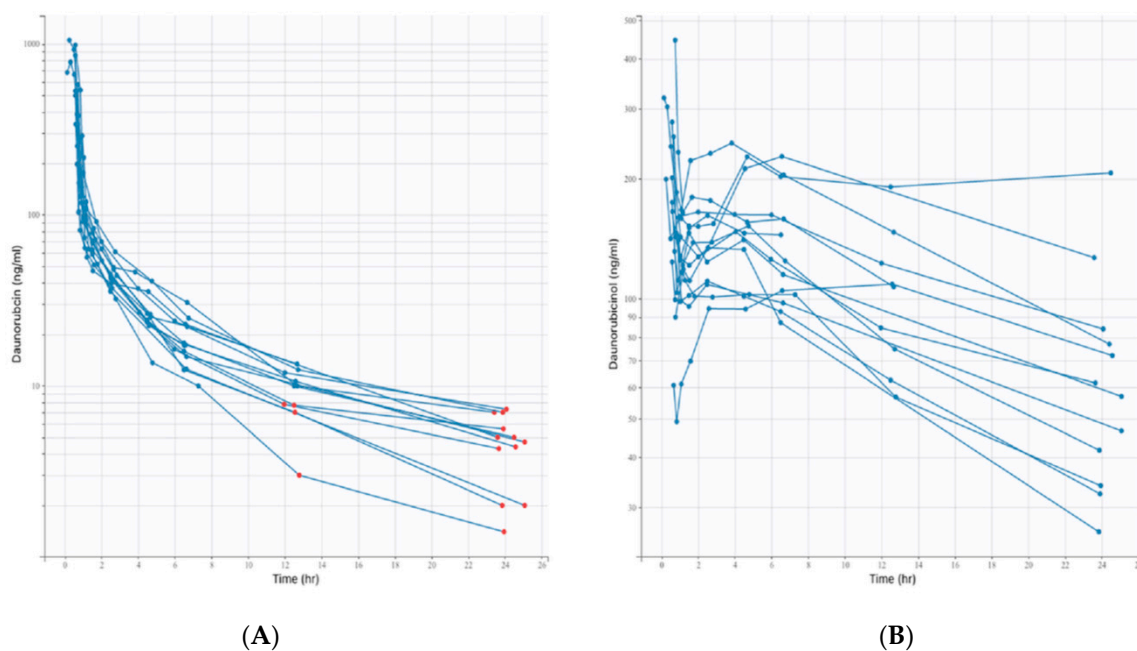 1000
100
10
Daunorubicin (ng/ml)
0 2 4 6 8 10 12 14 16 18 20 22 24 26
Time (hr)
(A)
500
400
300
200
100
90
80
70
60
50
40
30
Daunorubicinol (ng/ml)
0 2 4 6 8 10 12 14 16 18 20 22 24
Time (hr)
(B)